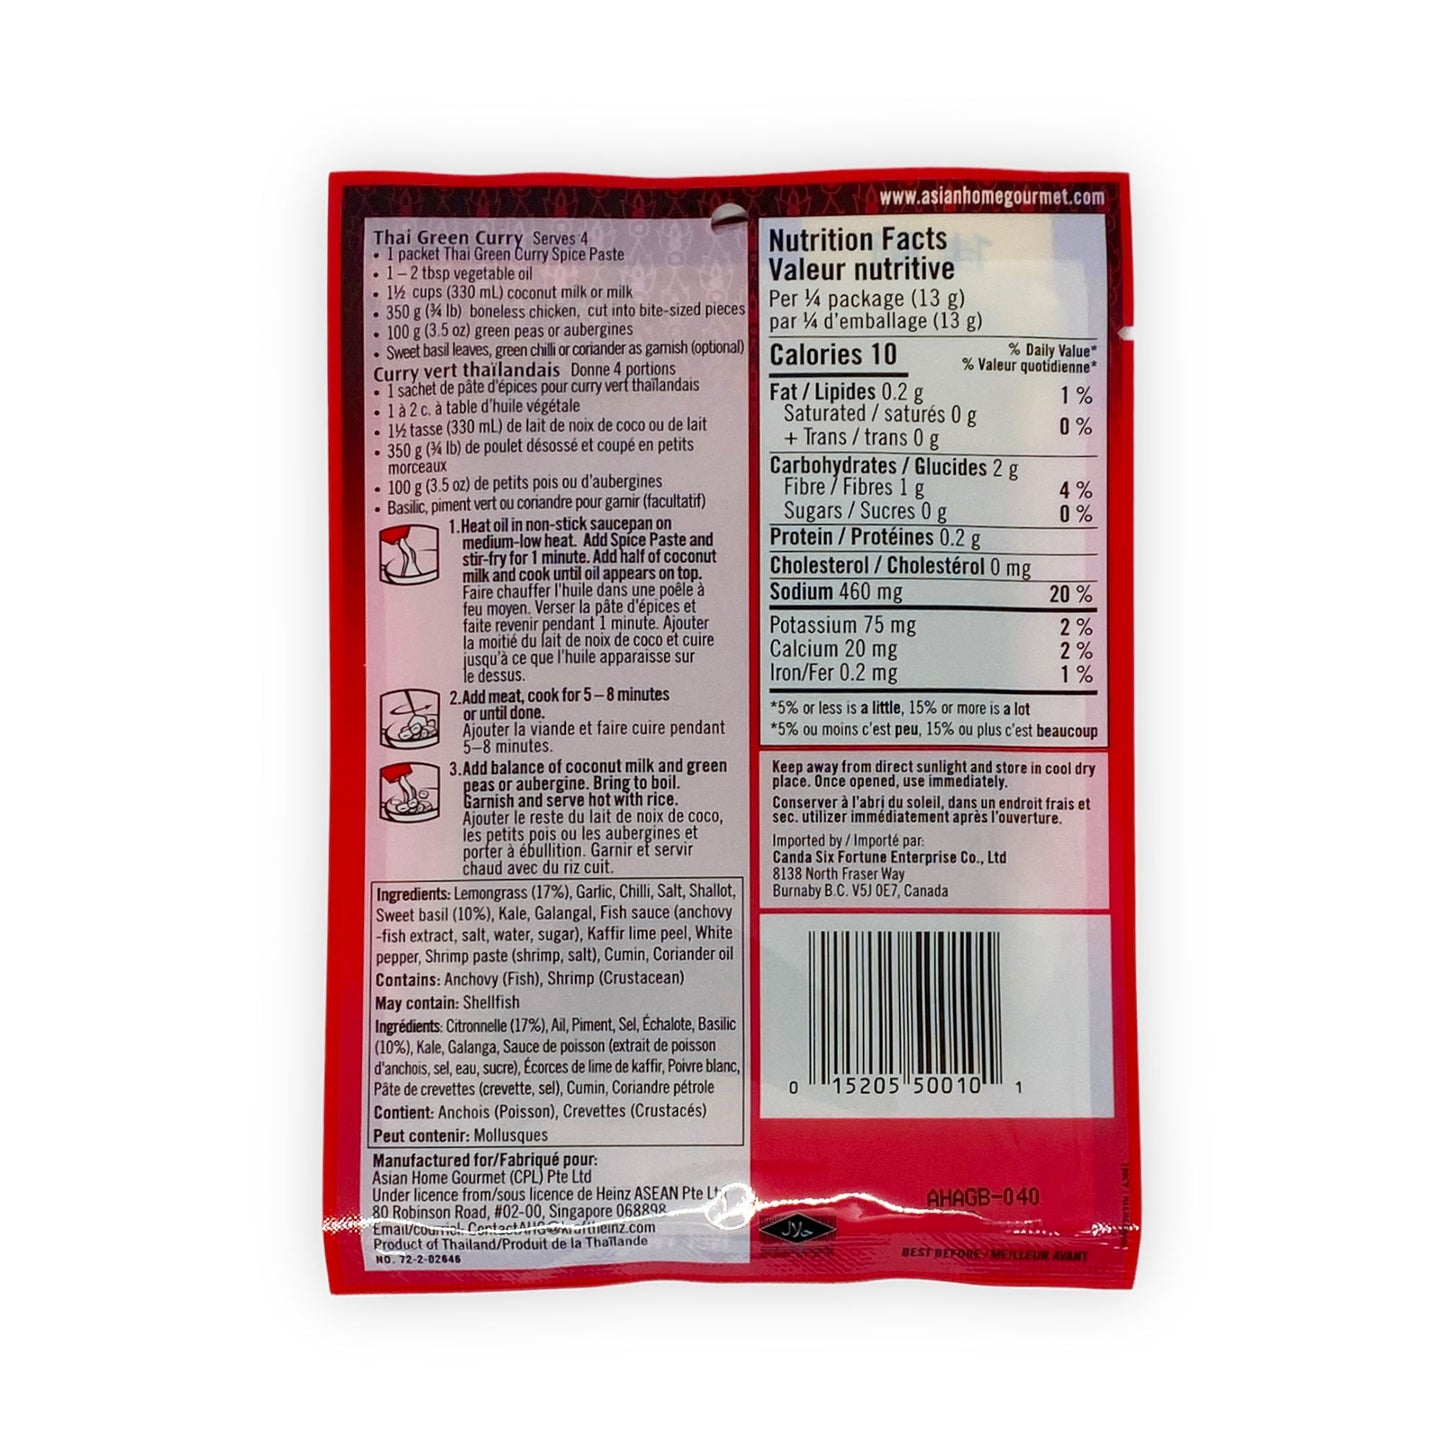 www.asianhomegourmet.com
Thai Green Curry Serves 4
• 1 packet Thai Green Curry Spice Paste
• 1 – 2 tbsp vegetable oil
• 1½ cups (330 mL) coconut milk or milk
• 350 g (¾ lb) boneless chicken, cut into bite-sized pieces
• 100 g (3.5 oz) green peas or aubergines
• Sweet basil leaves, green chilli or coriander as garnish (optional)
Curry vert thaïlandais Donne 4 portions
• 1 sachet de pâte d'épices pour curry vert thaïlandais
• 1 à 2 c. à table d'huile végétale
• 1½ tasse (330 mL) de lait de noix de coco ou de lait
• 350 g (¾ lb) de poulet désossé et coupé en petits
morceaux
• 100 g (3.5 oz) de petits pois ou d'aubergines
• Basilic, piment vert ou coriandre pour garnir (facultatif)
1.Heat oil in non-stick saucepan on
medium-low heat. Add Spice Paste and
stir-fry for 1 minute. Add half of coconut
milk and cook until oil appears on top.
Faire chauffer l'huile dans une poêle à
feu moyen. Verser la pâte d'épices et
faite revenir pendant 1 minute. Ajouter
la moitié du lait de noix de coco et cuire
jusqu'à ce que l'huile apparaisse sur
le dessus.
2.Add meat, cook for 5 – 8 minutes
or until done.
Ajouter la viande et faire cuire pendant
5–8 minutes.
3.Add balance of coconut milk and green
peas or aubergine. Bring to boil.
Garnish and serve hot with rice.
Ajouter le reste du lait de noix de coco,
les petits pois ou les aubergines et
porter à ébullition. Garnir et servir
chaud avec du riz cuit.
Ingredients: Lemongrass (17%), Garlic, Chilli, Salt, Shallot,
Sweet basil (10%), Kale, Galangal, Fish sauce (anchovy
-fish extract, salt, water, sugar), Kaffir lime peel, White
pepper, Shrimp paste (shrimp, salt), Cumin, Coriander oil
Contains: Anchovy (Fish), Shrimp (Crustacean)
May contain: Shellfish
Ingrédients: Citronnelle (17%), Ail, Piment, Sel, Échalote, Basilic
(10%), Kale, Galanga, Sauce de poisson (extrait de poisson
d'anchois, sel, eau, sucre), Écorces de lime de kaffir, Poivre blanc,
Pâte de crevettes (crevette, sel), Cumin, Coriandre pétrole
Contient: Anchois (Poisson), Crevettes (Crustacés)
Peut contenir: Mollusques
Manufactured for/Fabriqué pour:
Asian Home Gourmet (CPL) Pte Ltd
Under licence from/sous licence de Heinz ASEAN Pte
80 Robinson Road, #02-00, Singapore 068898
Email/courriel: ContactAHG@kraftheinz.com
Product of Thailand/Produit de la Thaïlande
NO. 72-2-02646
Nutrition Facts
Valeur nutritive
Per ¼ package (13 g)
par ¼ d'emballage (13 g)
Calories 10 % Daily Value*
% Valeur quotidienne*
Fat / Lipides 0.2 g 1 %
Saturated / saturés 0 g
+ Trans / trans 0 g 0 %
Carbohydrates / Glucides 2 g
Fibre / Fibres 1 g 4 %
Sugars / Sucres 0 g 0 %
Protein / Protéines 0.2 g
Cholesterol / Cholestérol 0 mg
Sodium 460 mg 20 %
Potassium 75 mg 2 %
Calcium 20 mg 2 %
Iron/Fer 0.2 mg 1 %
*5% or less is a little, 15% or more is a lot
*5% ou moins c'est peu, 15% ou plus c'est beaucoup
Keep away from direct sunlight and store in cool dry
place. Once opened, use immediately.
Conserver à l'abri du soleil, dans un endroit frais et
sec. utilizer immédiatement après l'ouverture.
Imported by / Importé par:
Canda Six Fortune Enterprise Co., Ltd
8138 North Fraser Way
Burnaby B.C. V5J 0E7, Canada
0 15205 50010 1
AHAGB-040
حلال
BEST BEFORE / MEILLEUR AVANT